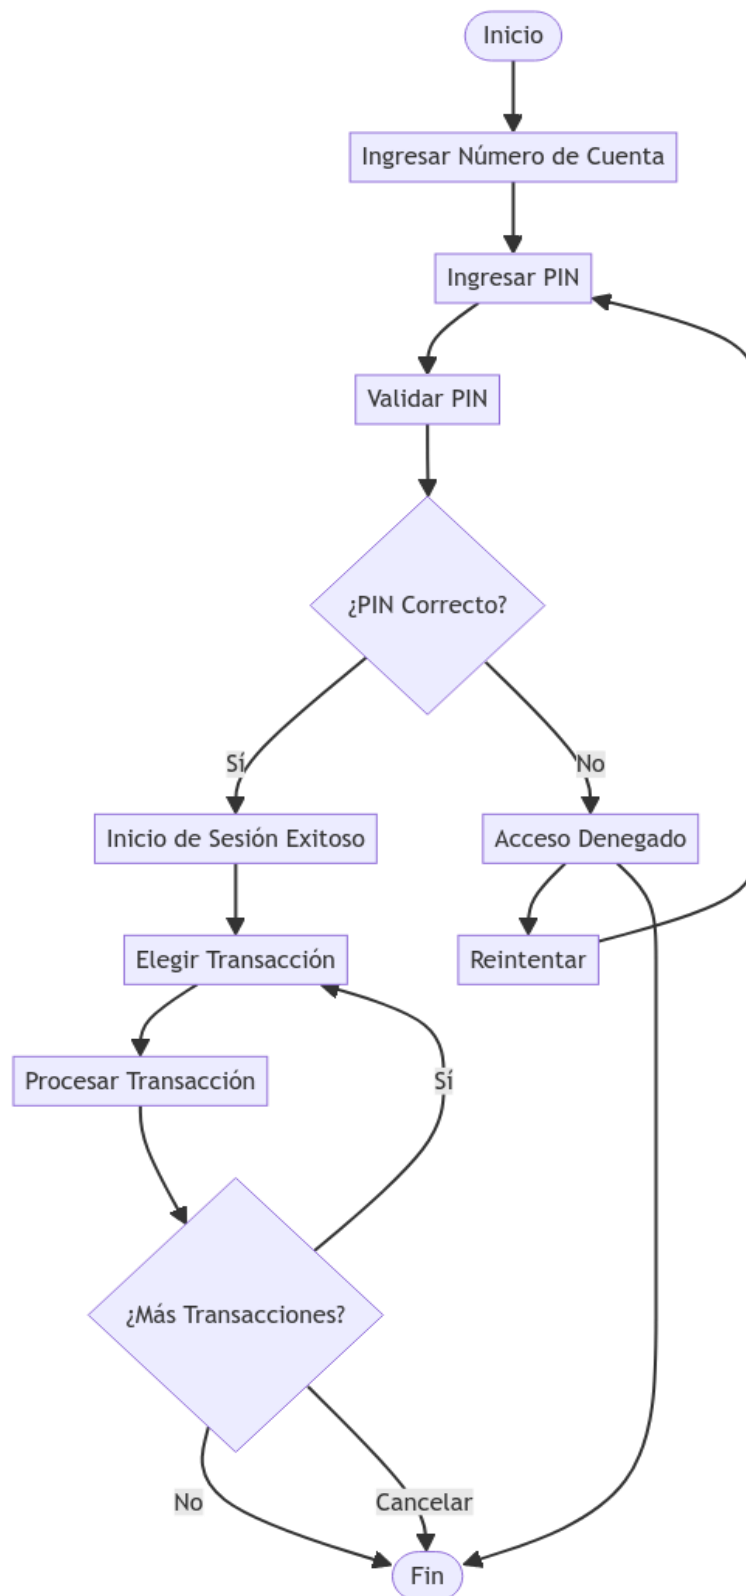 Inicio
Ingresar Número de Cuenta
Ingresar PIN
Validar PIN
¿PIN Correcto?
Sí
No
Inicio de Sesión Exitoso
Acceso Denegado
Elegir Transacción
Reintentar
Procesar Transacción
Sí
¿Más Transacciones?
No
Cancelar
Fin